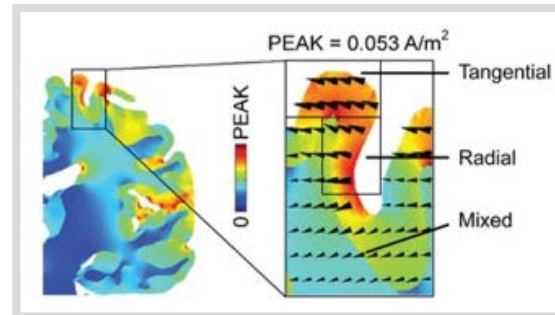 PEAK = 0.053 A/m²
Tangential
0 PEAK
Radial
Mixed